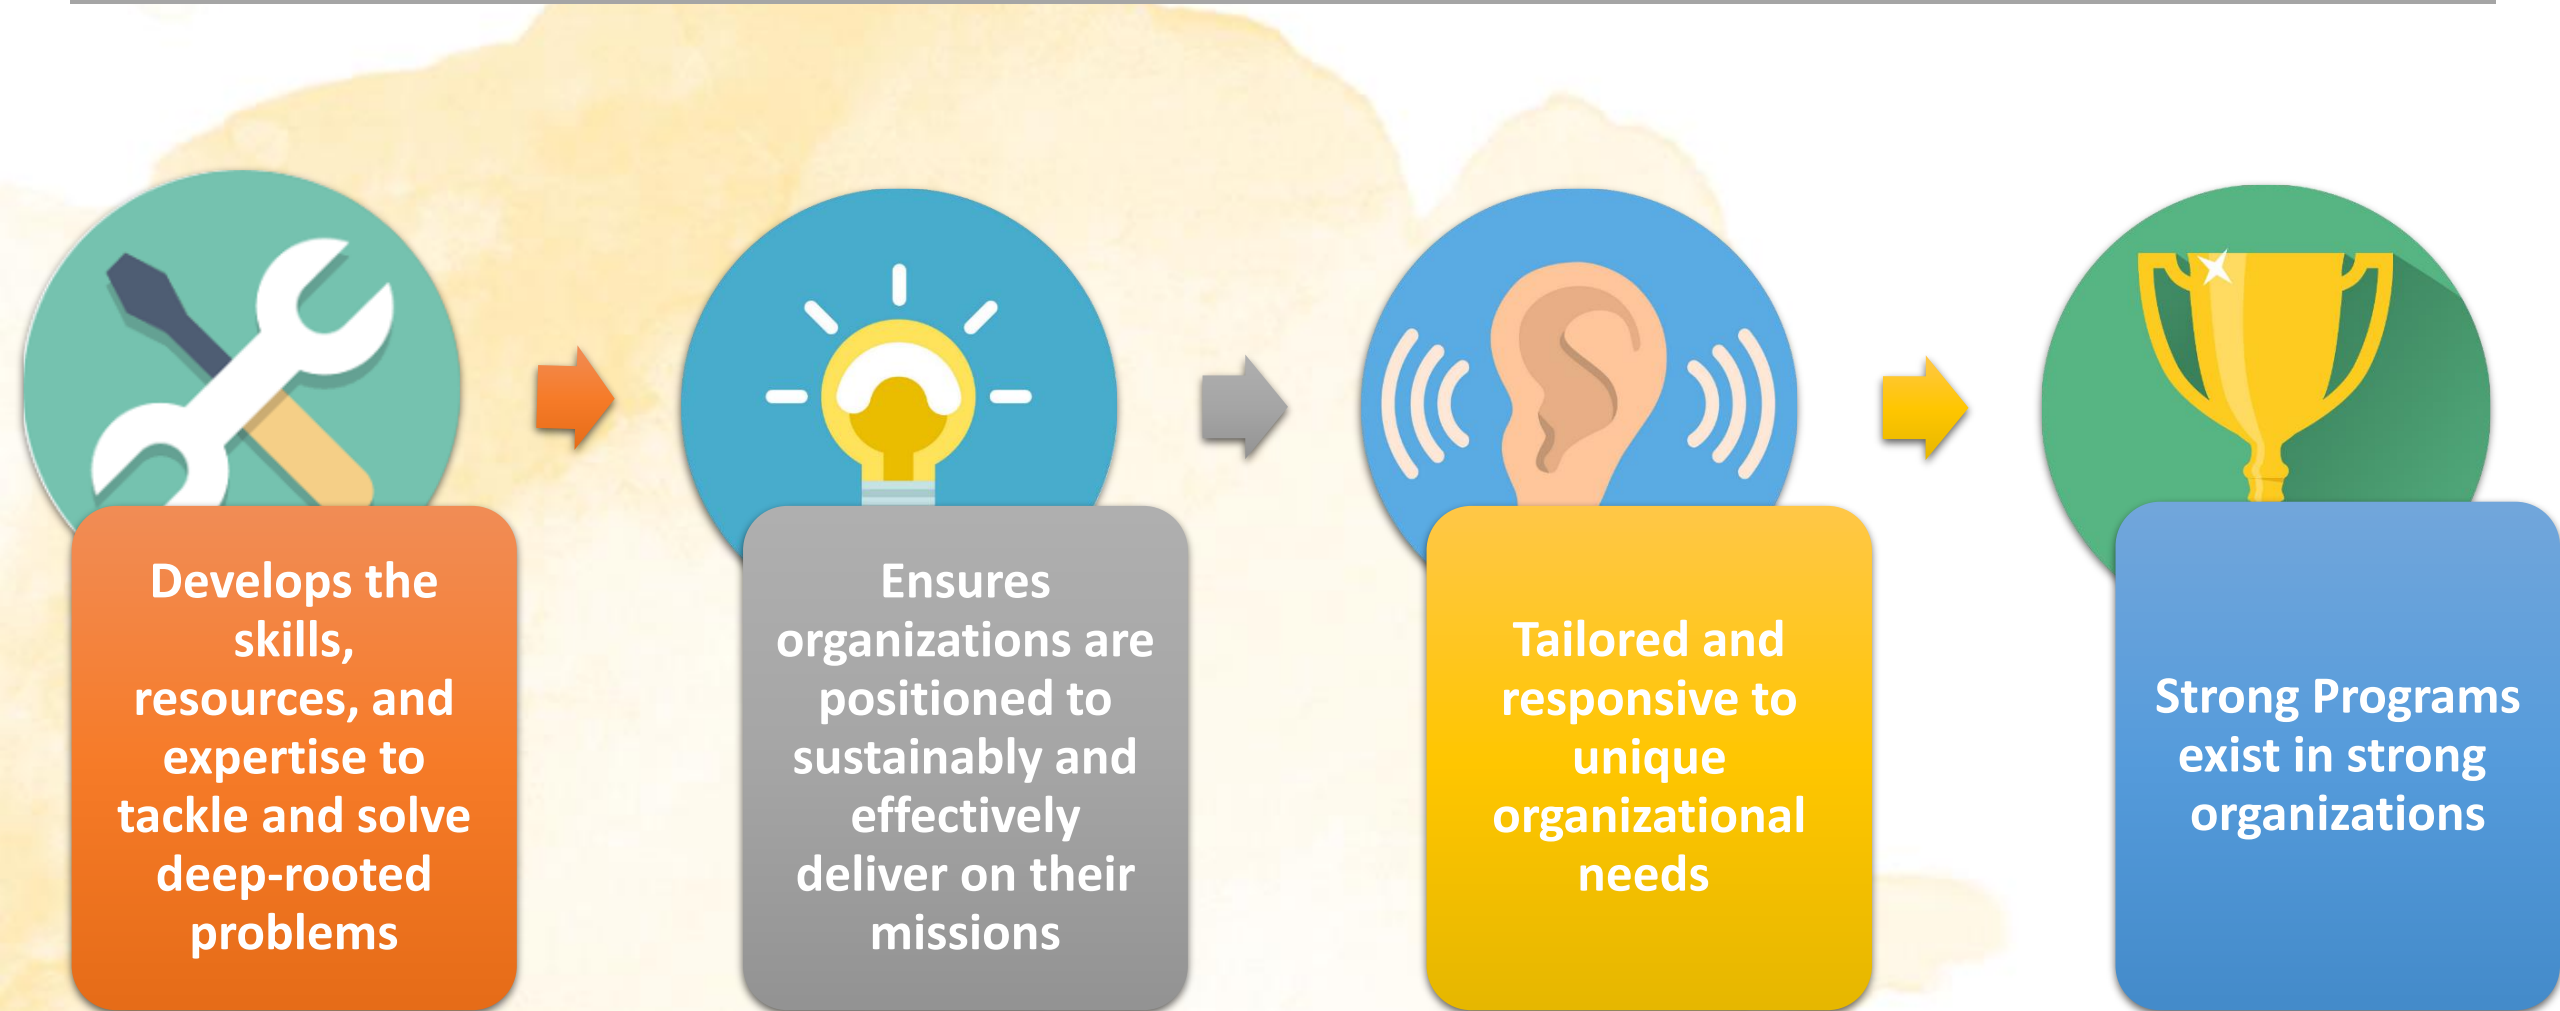 Develops the
skills,
resources, and
expertise to
tackle and solve
deep-rooted
problems
Ensures
organizations are
positioned to
sustainably and
effectively
deliver on their
missions
Tailored and
responsive to
unique
organizational
needs
Strong Programs
exist in strong
organizations